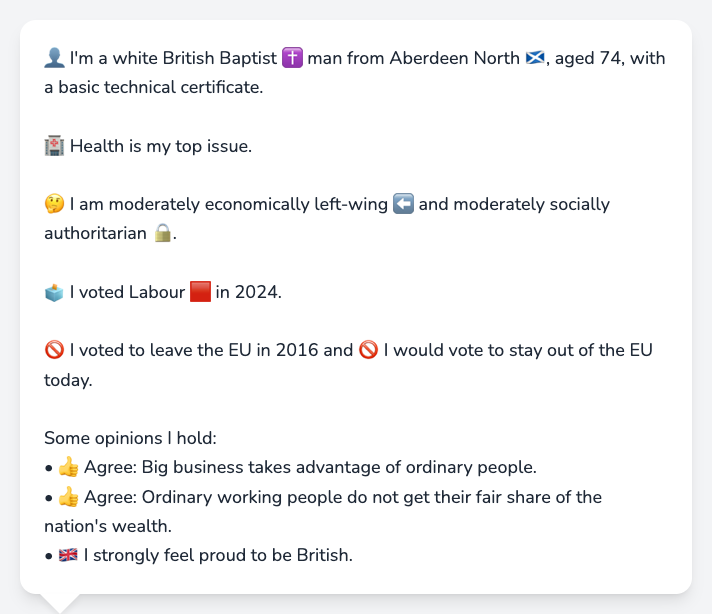 👤 I'm a white British Baptist ✝️ man from Aberdeen North 🏴󠁧󠁢󠁳󠁣󠁴󠁿, aged 74, with
a basic technical certificate.
🏥 Health is my top issue.
🤔 I am moderately economically left-wing ⬅️ and moderately socially
authoritarian 🔒.
🗳️ I voted Labour 🟥 in 2024.
🚫 I voted to leave the EU in 2016 and 🚫 I would vote to stay out of the EU
today.
Some opinions I hold:
• 👍 Agree: Big business takes advantage of ordinary people.
• 👍 Agree: Ordinary working people do not get their fair share of the
nation's wealth.
• 🇬🇧 I strongly feel proud to be British.